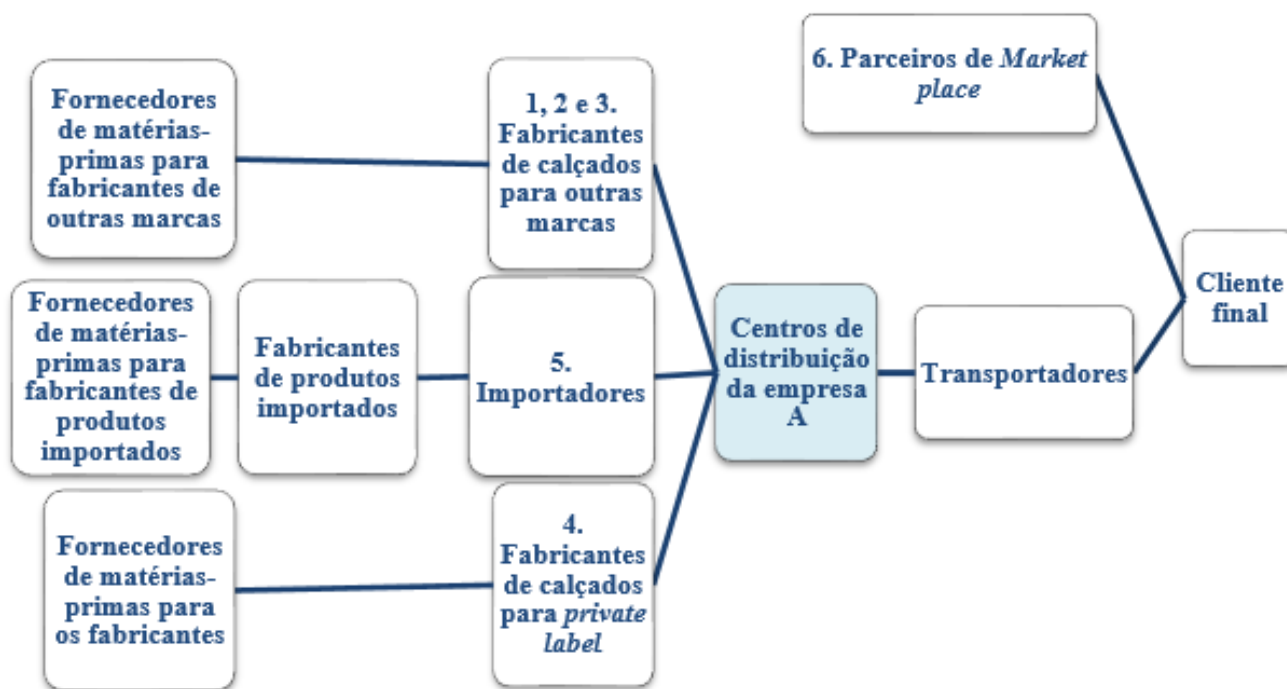 Fornecedores
de matérias-
primas para
fabricantes de
outras marcas
1, 2 e 3.
Fabricantes
de calçados
para outras
marcas
6. Parceiros de Market
place
Fornecedores
de matérias-
primas para
fabricantes de
produtos
importados
Fabricantes
de produtos
importados
5.
Importadores
Centros de
distribuição
da empresa
A
Transportadores
Cliente
final
Fornecedores
de matérias-
primas para
os fabricantes
4.
Fabricantes
de calçados
para private
label